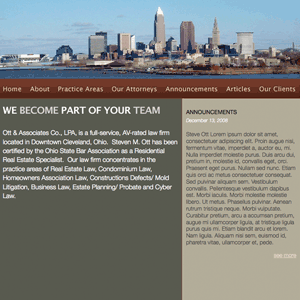 Home About Practice Areas Our Attorneys Announcements Articles Our Clients
WE BECOME PART OF YOUR TEAM
Ott & Associates Co., LPA, is a full-service, AV-rated law firm
located in Downtown Cleveland, Ohio. Steven M. Ott has been
certified by the Ohio State Bar Association as a Residential
Real Estate Specialist. Our law firm concentrates in the
practice areas of Real Estate Law, Condominium Law,
Homeowners Association Law, Construction Defects/ Mold
Litigation, Business Law, Estate Planning/ Probate and Cyber
Law.
ANNOUNCEMENTS
December 13, 2008
Steve Ott Lorem ipsum dolor sit amet,
consectetuer adipiscing elit. Proin augue nisi,
fermentum vitae, imperdiet a, auctor eu, mi.
Nulla imperdiet molestie purus. Duis arcu dui,
pretium in, molestie id, convallis eget, orci.
Praesent eget purus. Nullam sed nunc. Etiam
quis orci ac metus consectetuer consequat.
Sed pulvinar aliquam sem. Vestibulum
convallis. Pellentesque vestibulum dapibus
est. Morbi iaculis. Morbi molestie molestie
libero. Ut metus. Phasellus pulvinar. Aenean
rutrum tristique neque. Morbi vulputate.
Curabitur pretium, arcu a accumsan pretium,
augue mi ullamcorper ligula, at tristique ligula
purus quis mi. Etiam blandit arcu et lorem.
Nam ligula. Aliquam nisi sem, euismod id,
pharetra vitae, ullamcorper et, pede.